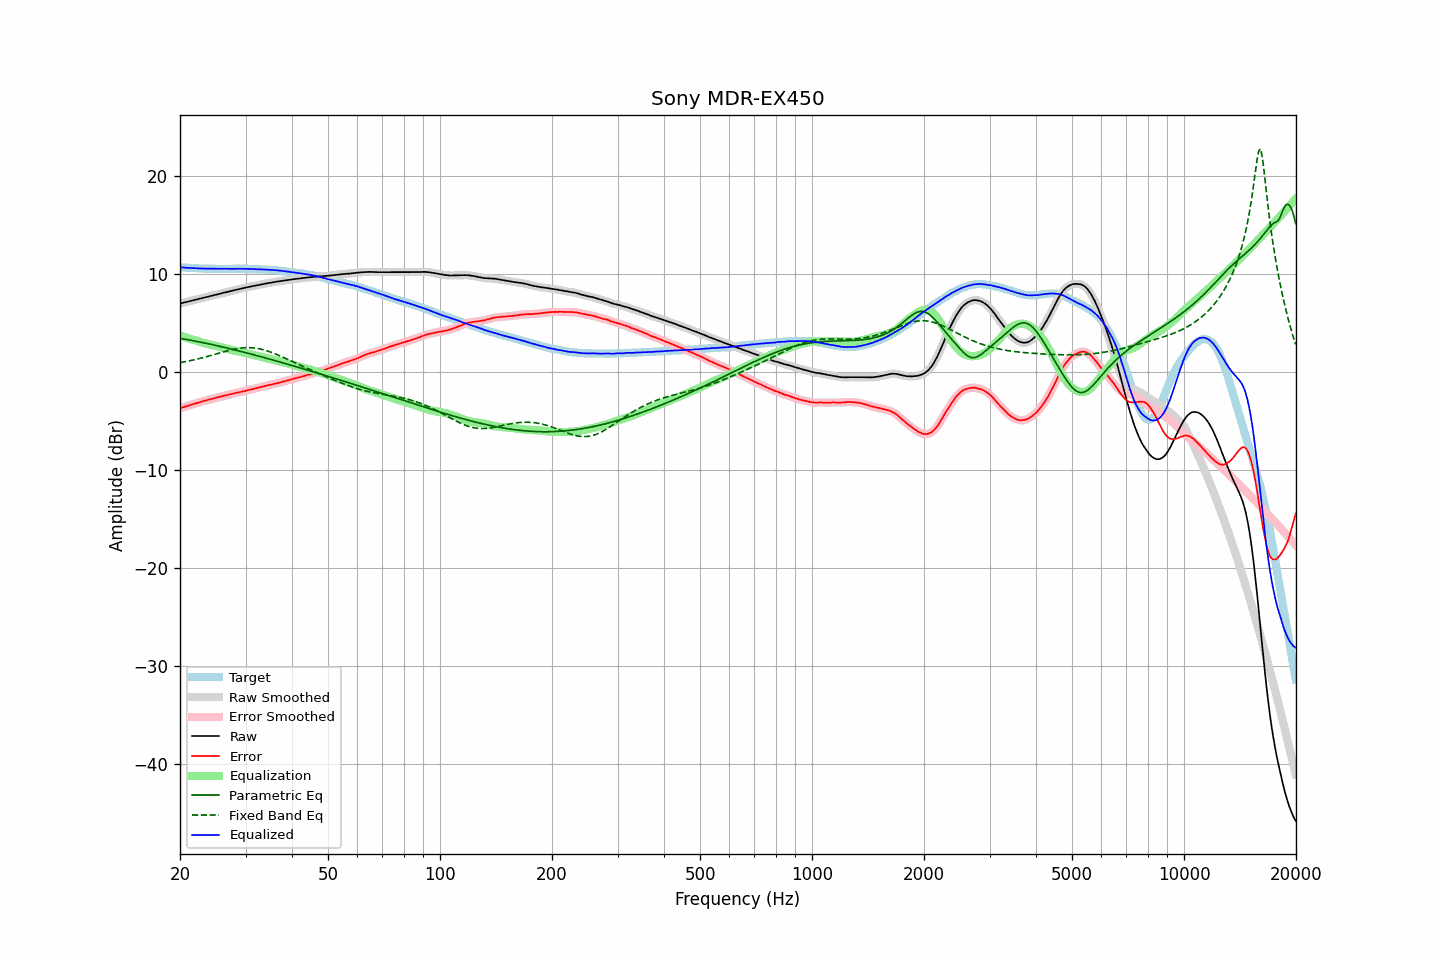 Sony MDR-EX450
Amplitude (dBr)
20
10
0
−10
−20
−30
−40
Target
Raw Smoothed
Error Smoothed
Raw
Error
Equalization
Parametric Eq
Fixed Band Eq
Equalized
20 50 100 200 500 1000 2000 5000 10000 20000
Frequency (Hz)